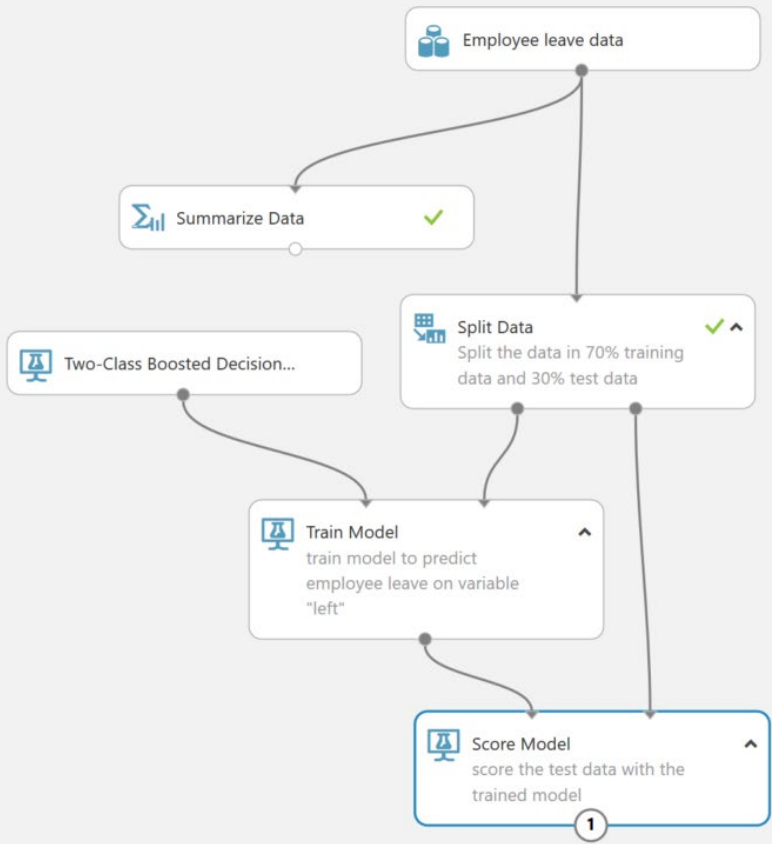 Employee leave data
Summarize Data
Split Data
Split the data in 70% training
data and 30% test data
Two-Class Boosted Decision...
Train Model
train model to predict
employee leave on variable
"left"
Score Model
score the test data with the
trained model
1